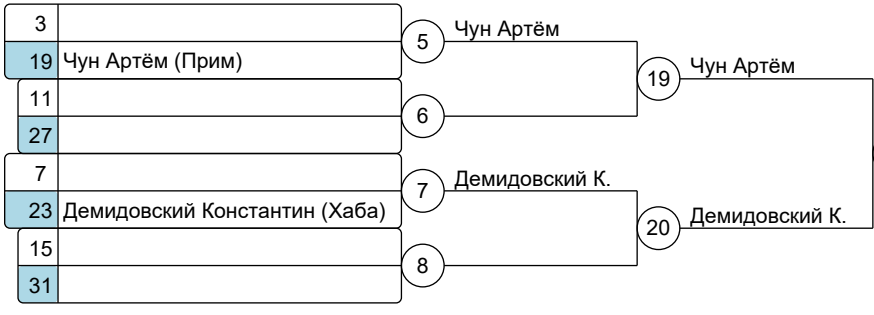 3
5 Чун Артём
19 Чун Артём (Прим)
19 Чун Артём
11
6
27
7
7 Демидовский К.
23 Демидовский Константин (Хаба)
20 Демидовский К.
15
8
31